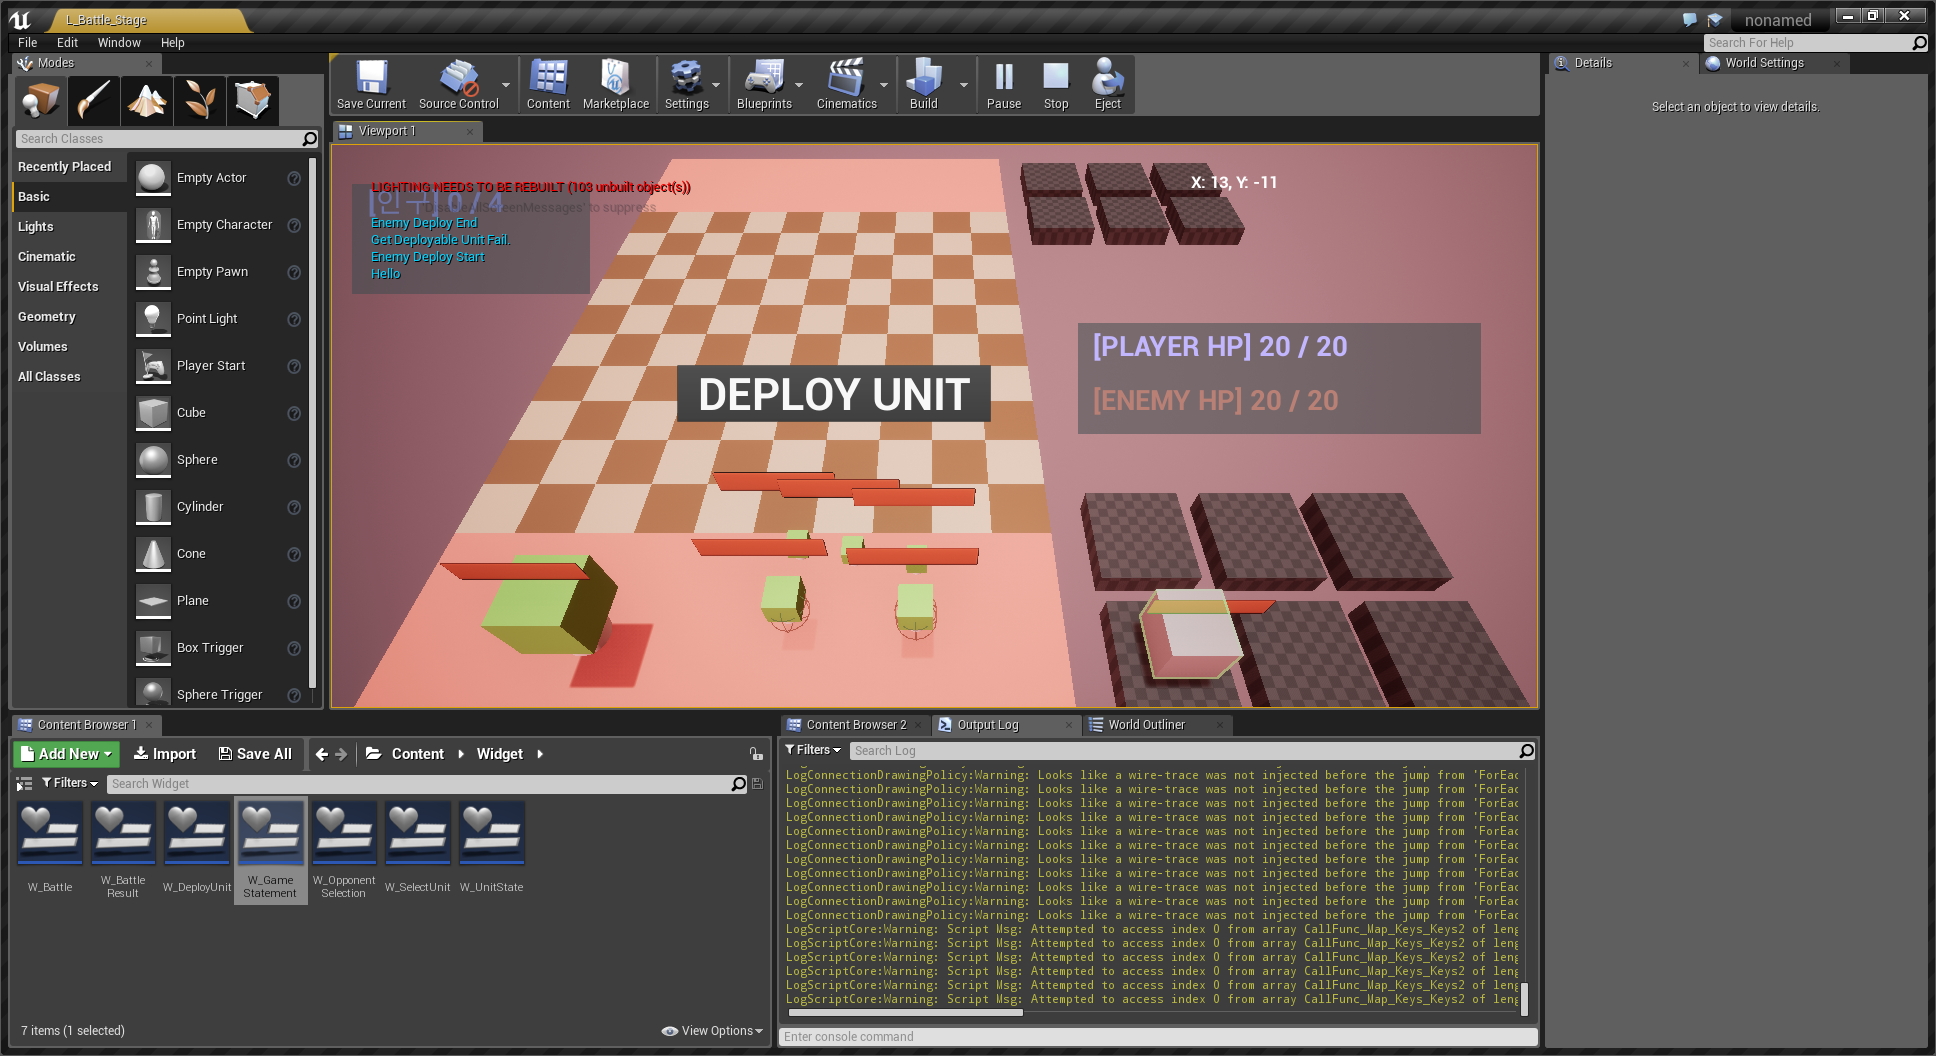 L_Battle_Stage
nonamed
File Edit Window Help
Search For Help
Modes
Search Classes
Recently Placed
Basic
Lights
Cinematic
Visual Effects
Geometry
Volumes
All Classes
Empty Actor
Empty Character
Empty Pawn
Point Light
Player Start
Cube
Sphere
Cylinder
Cone
Plane
Box Trigger
Sphere Trigger
Save Current
Source Control
Content
Marketplace
Settings
Blueprints
Cinematics
Build
Pause
Stop
Eject
Viewport 1
LIGHTING NEEDS TO BE REBUILT (103 unbuilt object(s))
[인구] 0 / 4
'DisableAllScreenMessages' to suppress
Enemy Deploy End
Get Deployable Unit Fail.
Enemy Deploy Start
Hello
X: 13, Y: -11
[PLAYER HP] 20 / 20
[ENEMY HP] 20 / 20
DEPLOY UNIT
Details
World Settings
Select an object to view details.
Content Browser 1
Add New
Import
Save All
Content
Widget
Filters
Search Widget
W_Battle
W_Battle
Result
W_DeployUnit
W_Game
Statement
W_Opponent
Selection
W_SelectUnit
W_UnitState
7 items (1 selected)
View Options
Content Browser 2
Output Log
World Outliner
Filters
Search Log
LogConnectionDrawingPolicy:Warning: Looks like a wire-trace was not injected before the jump from 'ForEac
LogConnectionDrawingPolicy:Warning: Looks like a wire-trace was not injected before the jump from 'ForEac
LogConnectionDrawingPolicy:Warning: Looks like a wire-trace was not injected before the jump from 'ForEac
LogConnectionDrawingPolicy:Warning: Looks like a wire-trace was not injected before the jump from 'ForEac
LogConnectionDrawingPolicy:Warning: Looks like a wire-trace was not injected before the jump from 'ForEac
LogConnectionDrawingPolicy:Warning: Looks like a wire-trace was not injected before the jump from 'ForEac
LogConnectionDrawingPolicy:Warning: Looks like a wire-trace was not injected before the jump from 'ForEac
LogConnectionDrawingPolicy:Warning: Looks like a wire-trace was not injected before the jump from 'ForEac
LogConnectionDrawingPolicy:Warning: Looks like a wire-trace was not injected before the jump from 'ForEac
LogConnectionDrawingPolicy:Warning: Looks like a wire-trace was not injected before the jump from 'ForEac
LogConnectionDrawingPolicy:Warning: Looks like a wire-trace was not injected before the jump from 'ForEac
LogScriptCore:Warning: Script Msg: Attempted to access index 0 from array CallFunc_Map_Keys_Keys2 of leng
LogScriptCore:Warning: Script Msg: Attempted to access index 0 from array CallFunc_Map_Keys_Keys2 of leng
LogScriptCore:Warning: Script Msg: Attempted to access index 0 from array CallFunc_Map_Keys_Keys2 of leng
LogScriptCore:Warning: Script Msg: Attempted to access index 0 from array CallFunc_Map_Keys_Keys2 of leng
LogScriptCore:Warning: Script Msg: Attempted to access index 0 from array CallFunc_Map_Keys_Keys2 of leng
LogScriptCore:Warning: Script Msg: Attempted to access index 0 from array CallFunc_Map_Keys_Keys2 of leng
Enter console command